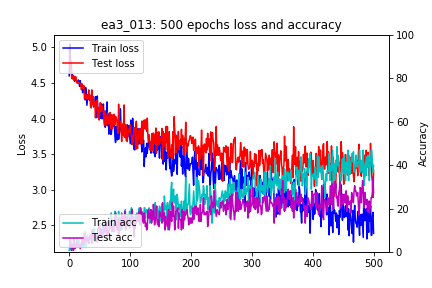 ea3_013: 500 epochs loss and accuracy
Train loss
Test loss
Train acc
Test acc
Loss
5.0
4.5
4.0
3.5
3.0
2.5
Accuracy
100
80
60
40
20
0
0 100 200 300 400 500